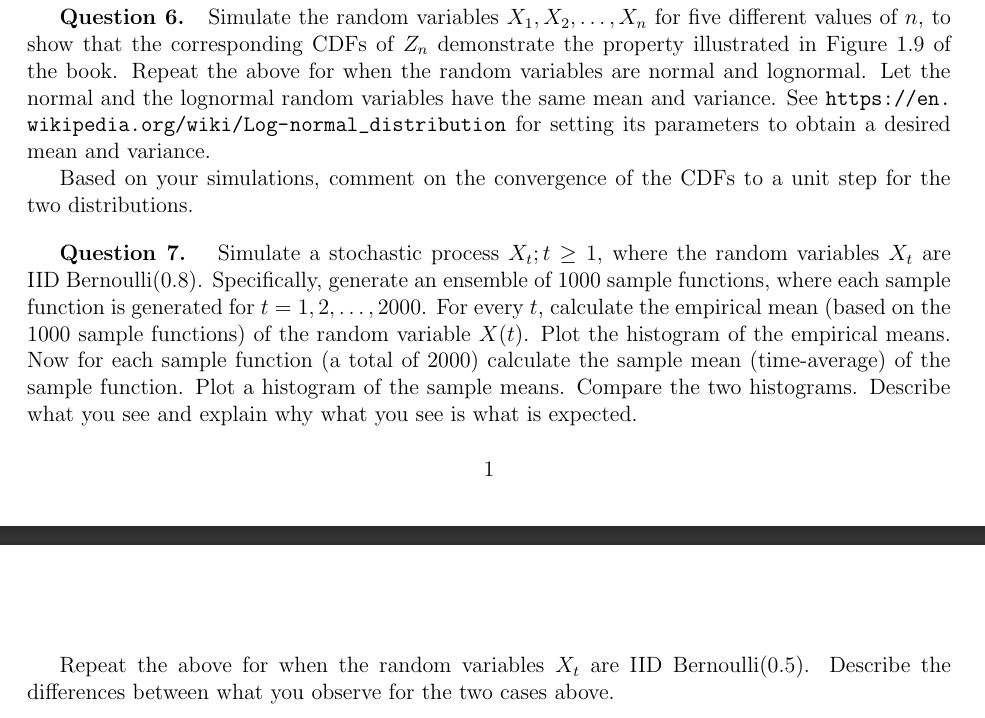 Question 6. Simulate the random variables X₁, X₂, . . . , Xₙ for five different values of n, to
show that the corresponding CDFs of Zₙ demonstrate the property illustrated in Figure 1.9 of
the book. Repeat the above for when the random variables are normal and lognormal. Let the
normal and the lognormal random variables have the same mean and variance. See https://en.
wikipedia.org/wiki/Log-normal_distribution for setting its parameters to obtain a desired
mean and variance.
Based on your simulations, comment on the convergence of the CDFs to a unit step for the
two distributions.
Question 7. Simulate a stochastic process Xₜ; t ≥ 1, where the random variables Xₜ are
IID Bernoulli(0.8). Specifically, generate an ensemble of 1000 sample functions, where each sample
function is generated for t = 1, 2, . . . , 2000. For every t, calculate the empirical mean (based on the
1000 sample functions) of the random variable X(t). Plot the histogram of the empirical means.
Now for each sample function (a total of 2000) calculate the sample mean (time-average) of the
sample function. Plot a histogram of the sample means. Compare the two histograms. Describe
what you see and explain why what you see is what is expected.
1
Repeat the above for when the random variables Xₜ are IID Bernoulli(0.5). Describe the
differences between what you observe for the two cases above.